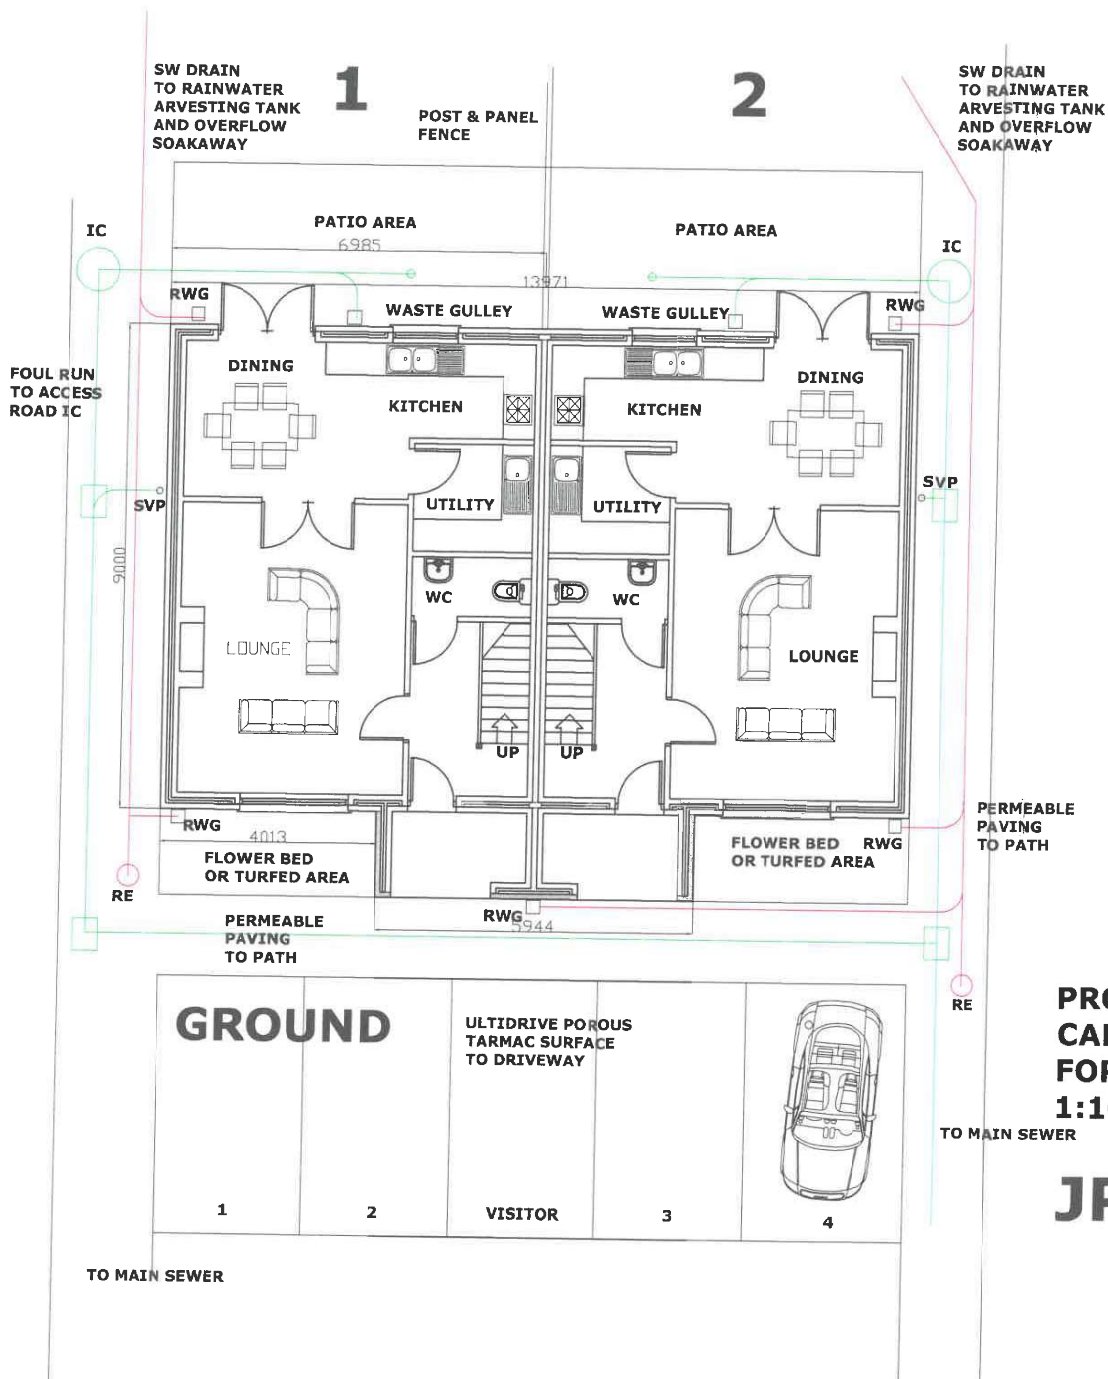 SW DRAIN
TO RAINWATER
ARVESTING TANK
AND OVERFLOW
SOAKAWAY
1
POST & PANEL
FENCE
2
SW DRAIN
TO RAINWATER
ARVESTING TANK
AND OVERFLOW
SOAKAWAY
IC
PATIO AREA
6985
PATIO AREA
IC
13971
RWG
WASTE GULLEY
WASTE GULLEY
RWG
FOUL RUN
TO ACCESS
ROAD IC
DINING
KITCHEN
KITCHEN
DINING
SVP
UTILITY
UTILITY
SVP
9000
WC
WC
LOUNGE
LOUNGE
UP
UP
RWG
4013
FLOWER BED
OR TURFED AREA
FLOWER BED
OR TURFED AREA
RWG
PERMEABLE
PAVING
TO PATH
RE
RWG
5944
PERMEABLE
PAVING
TO PATH
RE
GROUND
ULTIDRIVE POROUS
TARMAC SURFACE
TO DRIVEWAY
TO MAIN SEWER
1
2
VISITOR
3
4
TO MAIN SEWER